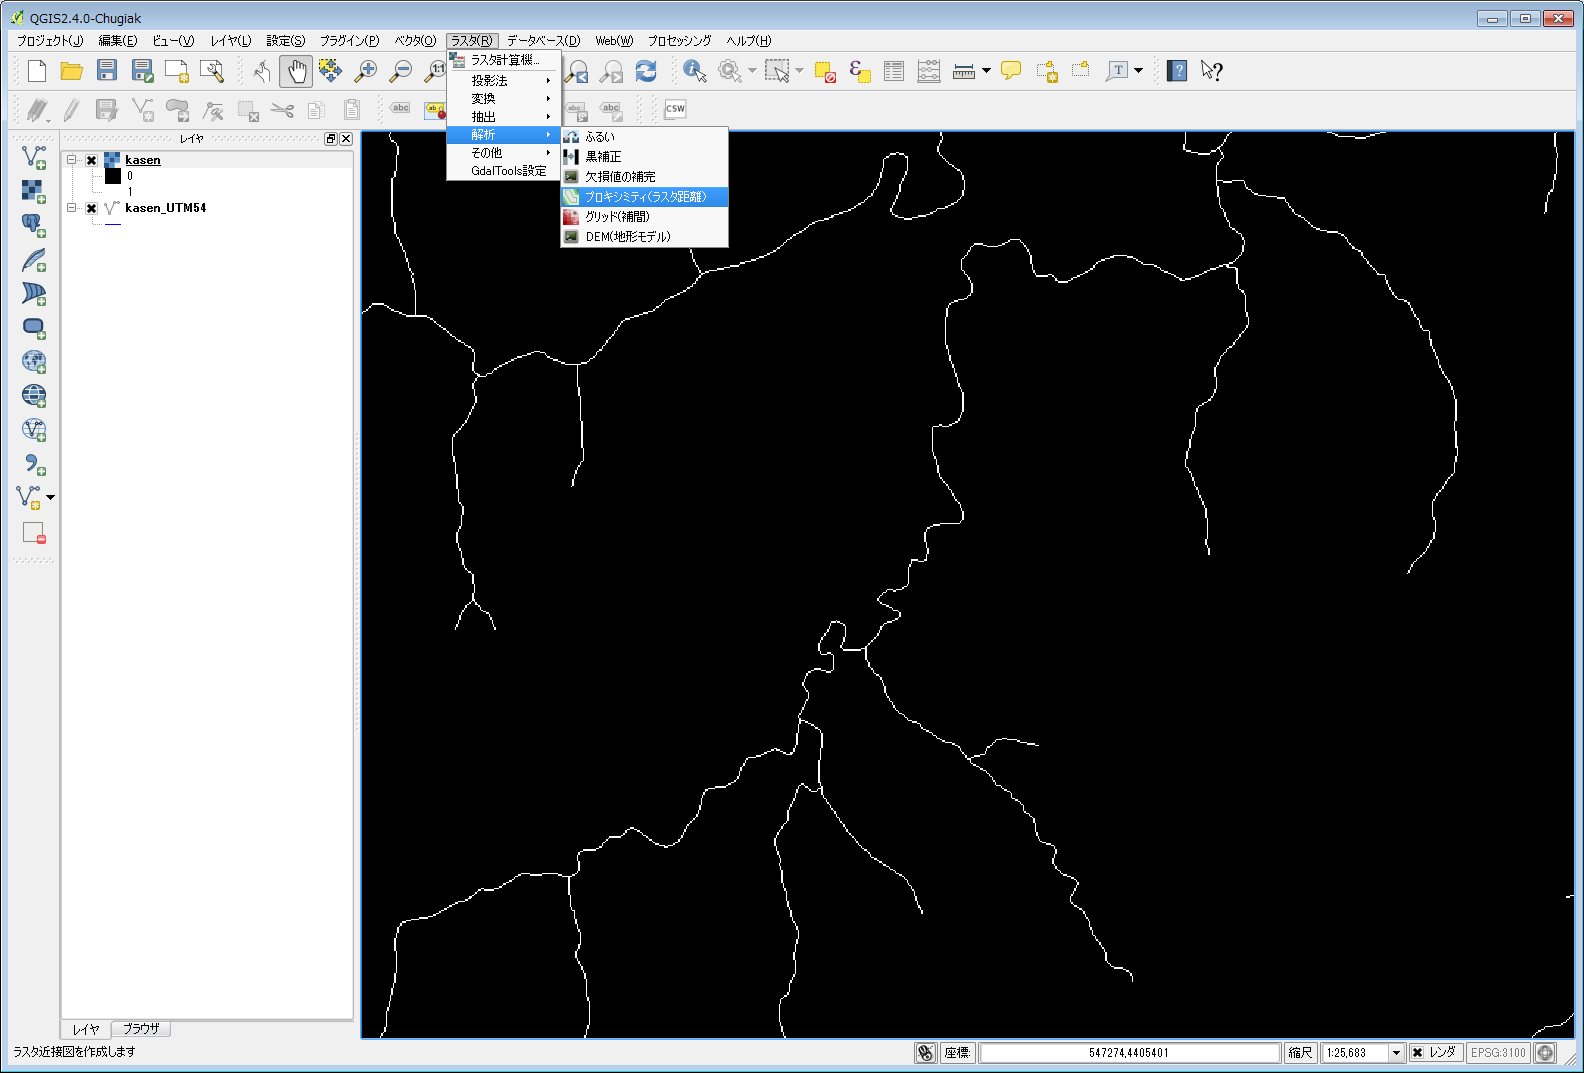 QGIS2.4.0-Chugiak
プロジェクト(J) 編集(E) ビュー(V) レイヤ(L) 設定(S) プラグイン(P) ベクタ(O) ラスタ(R) データベース(D) Web(W) プロセッシング ヘルプ(H)
ラスタ計算機...
投影法
変換
抽出
解析
その他
GdalTools設定
ふるい
黒補正
欠損値の補完
プロキシミティ(ラスタ距離)
グリッド(補間)
DEM(地形モデル)
1:1
T
abc
ab
abc
abc
CSW
レイヤ
kasen
0
1
kasen_UTM54
レイヤ ブラウザ
ラスタ近接図を作成します
座標: 547274,4405401 縮尺 1:25,683 レンダ EPSG:3100